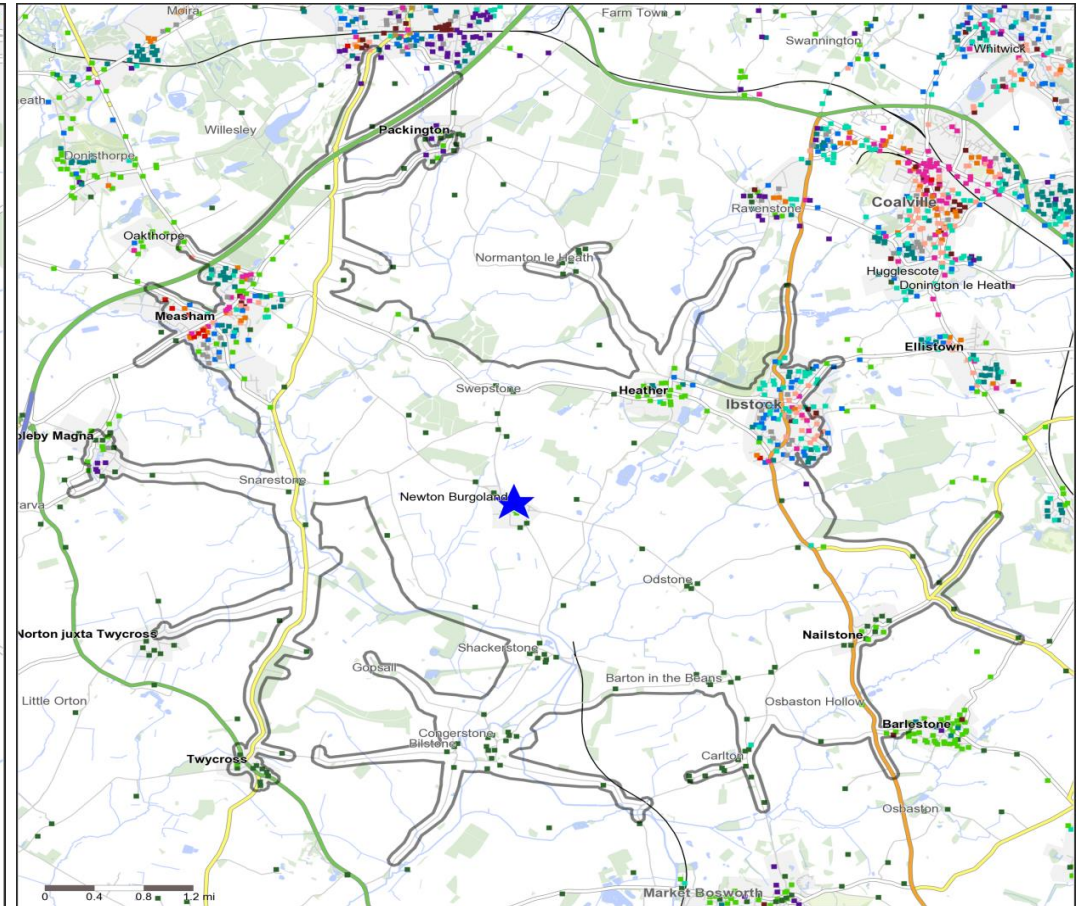 Moira
Farm Town
Swannington
Whitwick
eath
Willesley
Packington
Donisthorpe
Ravenstone
Coalville
Oakthorpe
Normanton le Heath
Hugglescote
Donington le Heath
Measham
Ellistown
Swepstone
Heather
Ibstock
pleby Magna
Snarestone
Newton Burgoland
arva
Odstone
Norton juxta Twycross
Nailstone
Shackerstone
Gopsall
Barton in the Beans
Little Orton
Osbaston Hollow
Barlestone
Congerstone
Bilstone
Carlton
Twycross
Osbaston
Market Bosworth
0 0.4 0.8 1.2 mi